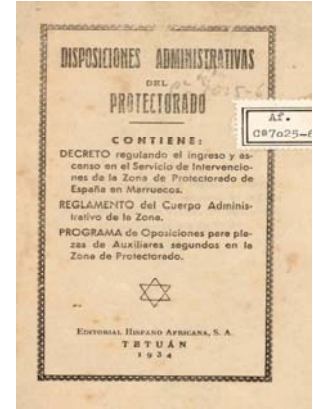 DISPOSICIONES ADMINISTRATIVAS
DEL
PROTECTORADO
CONTIENE:
DECRETO regulando el ingreso y as-
censo en el Servicio de Intervencio-
nes de la Zona de Protectorado de
España en Marruecos.
REGLAMENTO del Cuerpo Adminis-
trativo de la Zona.
PROGRAMA de Oposiciones para pla-
zas de Auxiliares segundos en la
Zona de Protectorado.
EDITORIAL HISPANO AFRICANA, S. A.
TETUÁN
1934
Af.